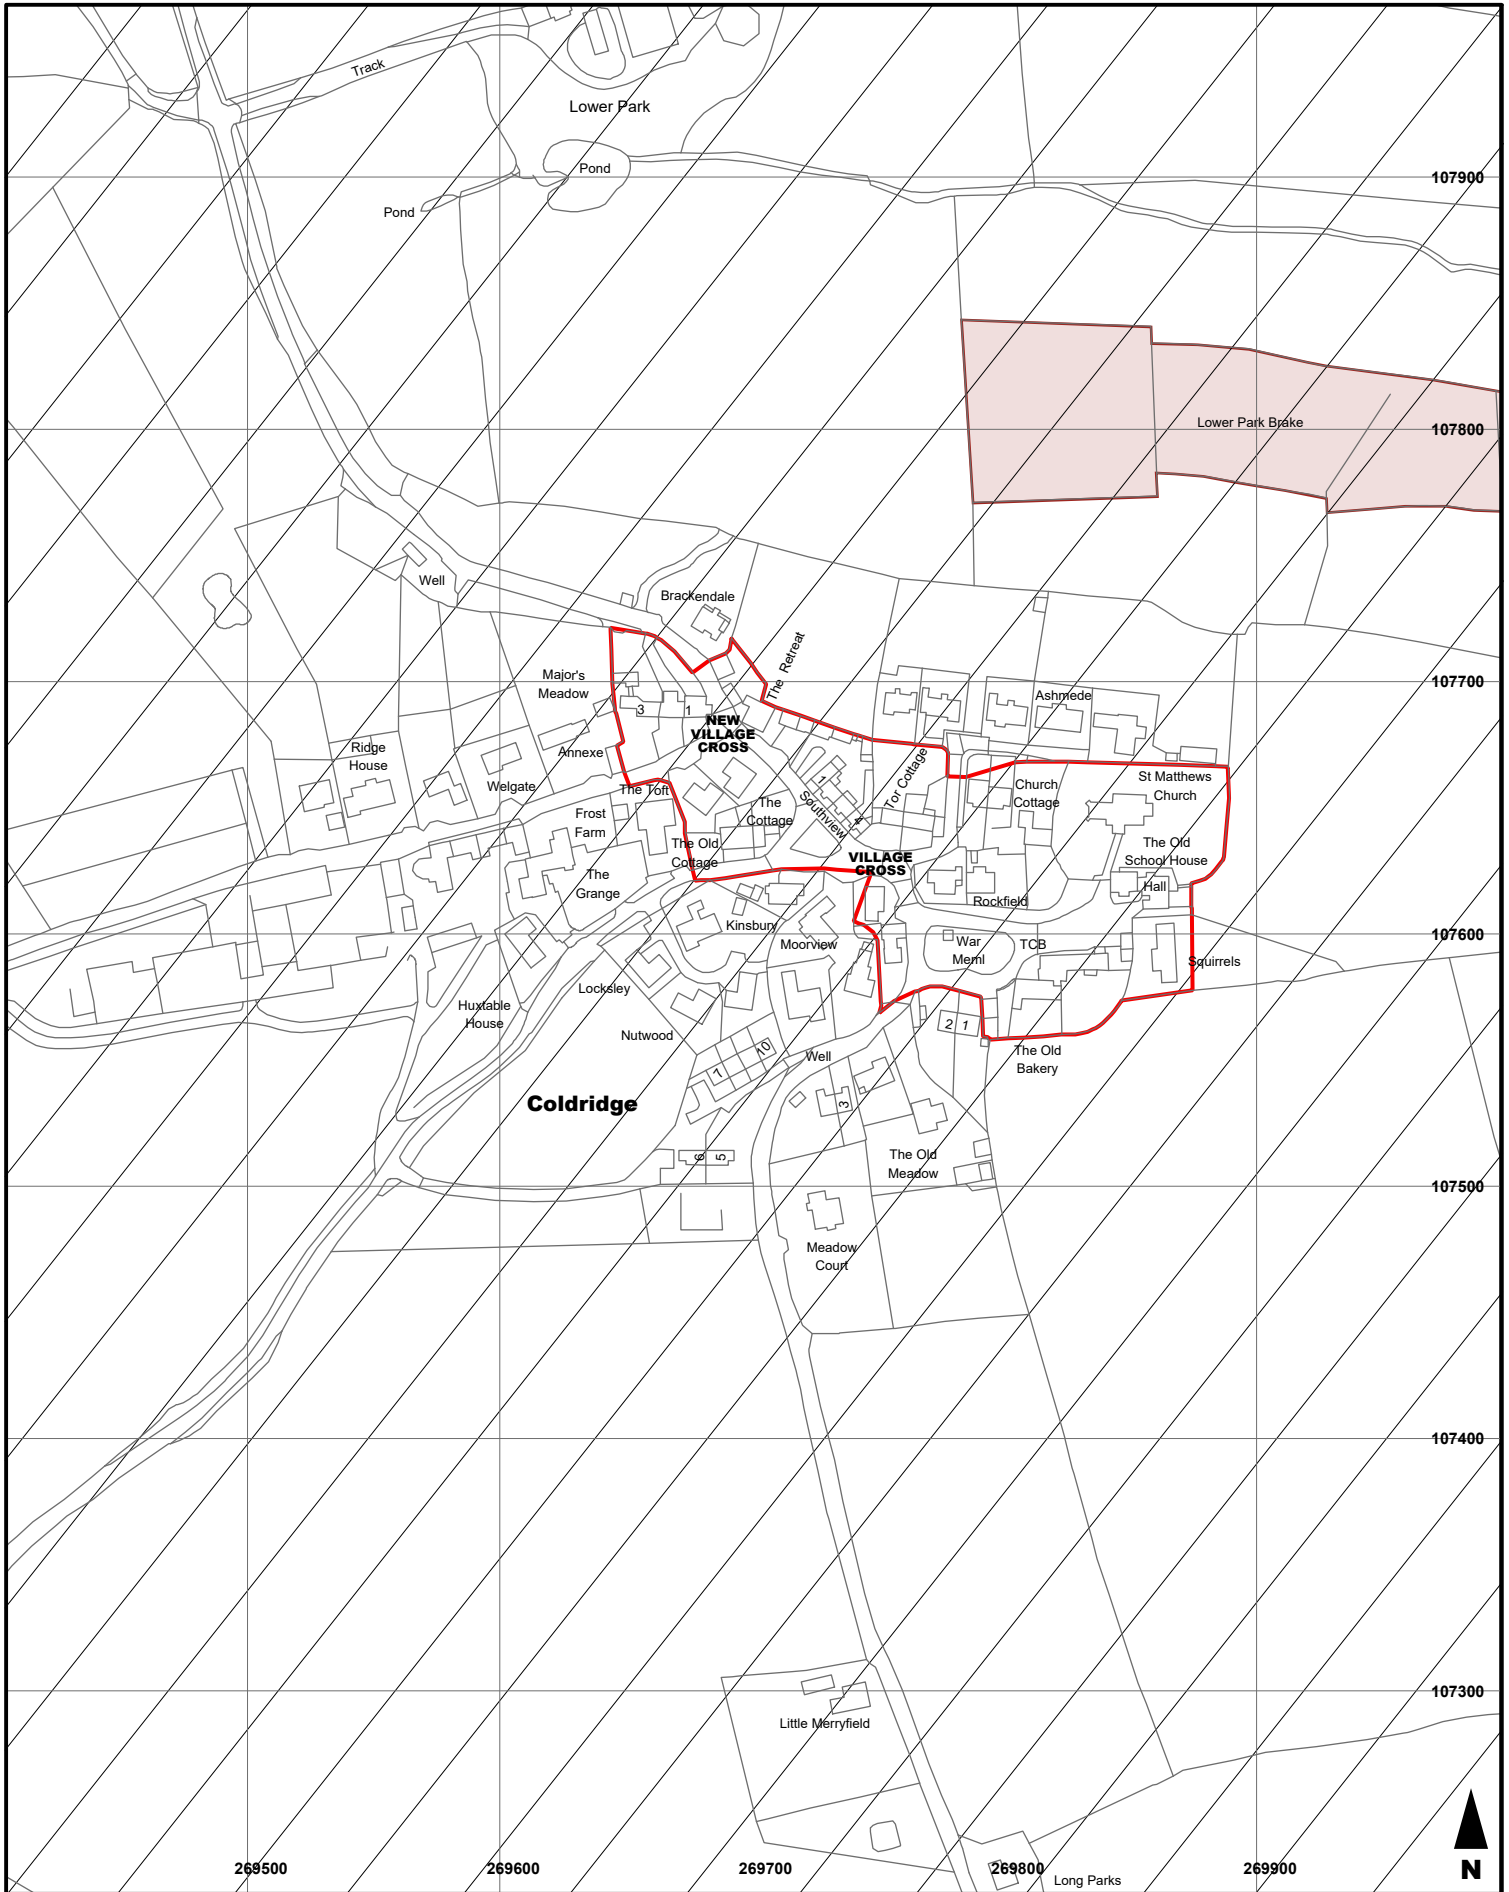 Track
Lower Park
Pond
Pond
107900
Lower Park Brake
107800
Well
Brackendale
The Retreat
Major's
Meadow
107700
Ashmede
3
1
NEW
VILLAGE
CROSS
Ridge
House
Annexe
Welgate
The Toft
Tor Cottage
St Matthews
Church
Church
Cottage
1
Southview
4
The
Cottage
Frost
Farm
The Old
Cottage
VILLAGE
CROSS
The Old
School House
The
Grange
Hall
Rockfield
Kinsbury
Moorview
War
Meml
TCB
107600
Squirrels
Locksley
Huxtable
House
Nutwood
2
1
10
7
Well
The Old
Bakery
Coldridge
3
6
5
The Old
Meadow
107500
Meadow
Court
107400
107300
Little Merryfield
269500
269600
269700
269800
269900
Long Parks
N